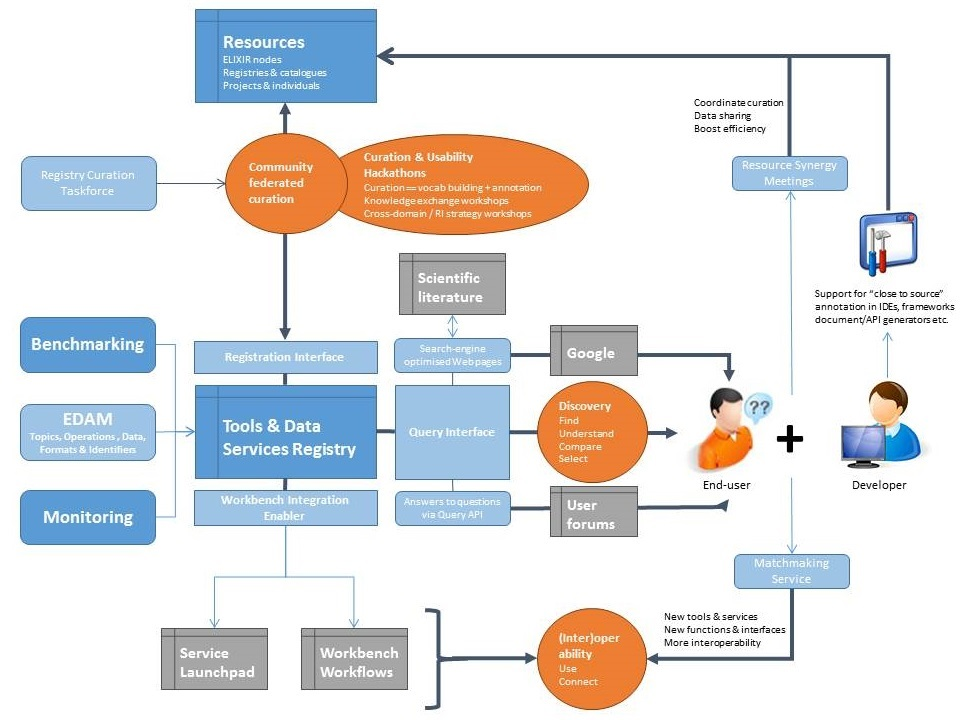 Resources
ELIXIR nodes
Registries & catalogues
Projects & individuals
Coordinate curation
Data sharing
Boost efficiency
Registry Curation
Taskforce
Community
federated
curation
Curation & Usability
Hackathons
Curation == vocab building + annotation
Knowledge exchange workshops
Cross-domain / RI strategy workshops
Resource Synergy
Meetings
Scientific
literature
Support for “close to source”
annotation in IDEs, frameworks
document/API generators etc.
Benchmarking
Registration Interface
Search-engine
optimised Web pages
Google
EDAM
Topics, Operations , Data,
Formats & Identifiers
Tools & Data
Services Registry
Query Interface
Discovery
Find
Understand
Compare
Select
??
+
End-user
Developer
Monitoring
Workbench Integration
Enabler
Answers to questions
via Query API
User
forums
Matchmaking
Service
Service
Launchpad
Workbench
Workflows
(Inter)oper
ability
Use
Connect
New tools & services
New functions & interfaces
More interoperability